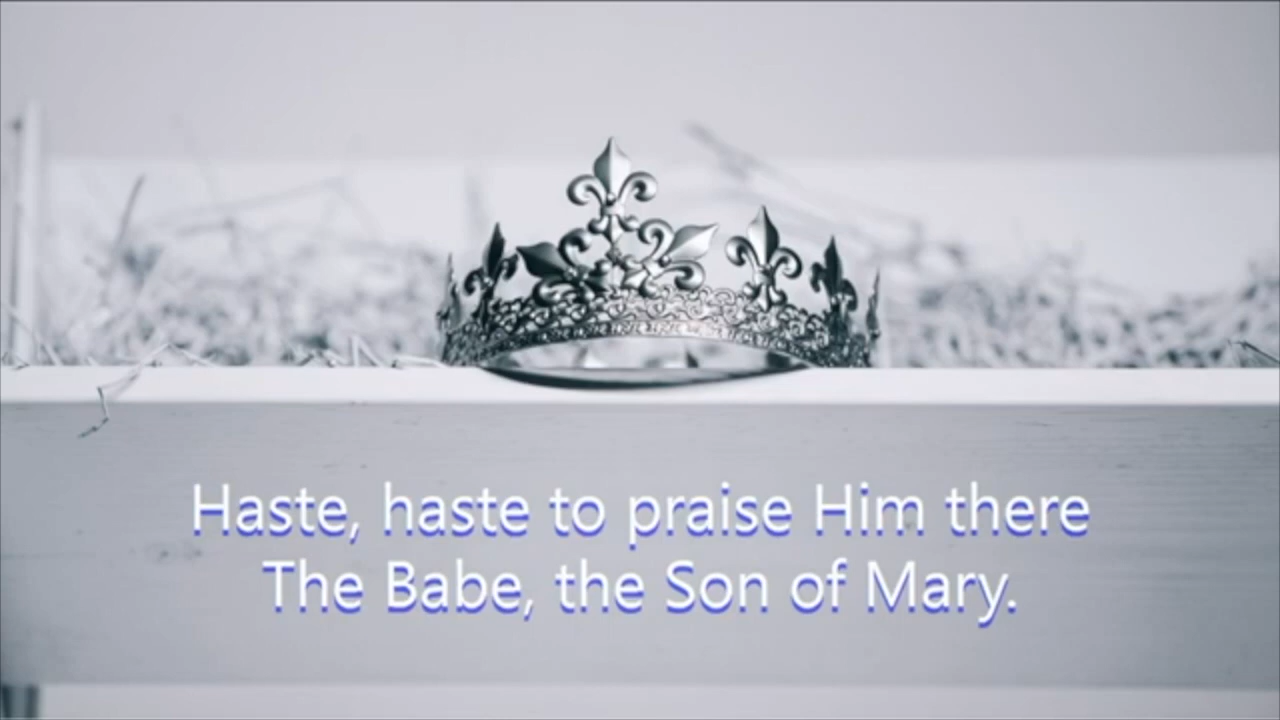 Haste, haste to praise Him there
The Babe, the Son of Mary.